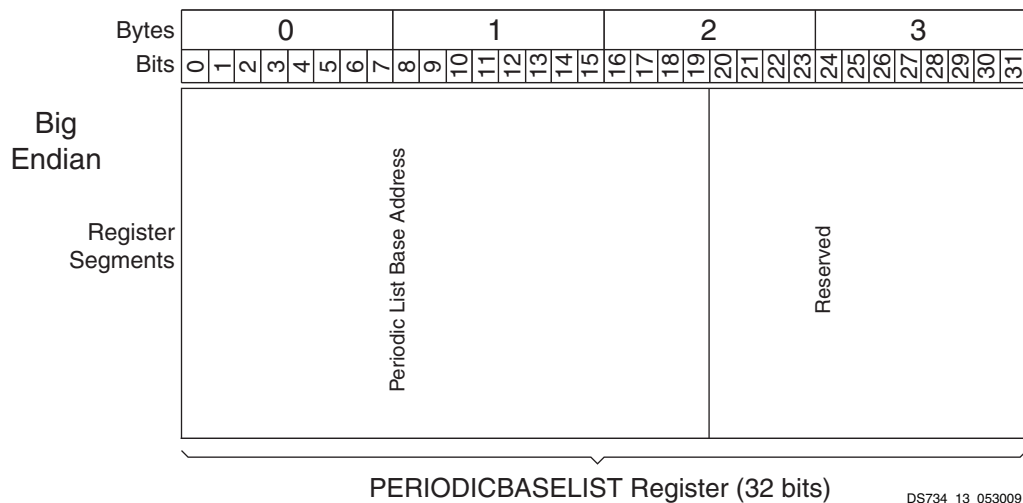 Bytes 0 1 2 3
Bits 0 1 2 3 4 5 6 7 8 9 10 11 12 13 14 15 16 17 18 19 20 21 22 23 24 25 26 27 28 29 30 31
Big
Endian
Register
Segments
Periodic List Base Address
Reserved
PERIODICBASELIST Register (32 bits)
DS734_13_053009